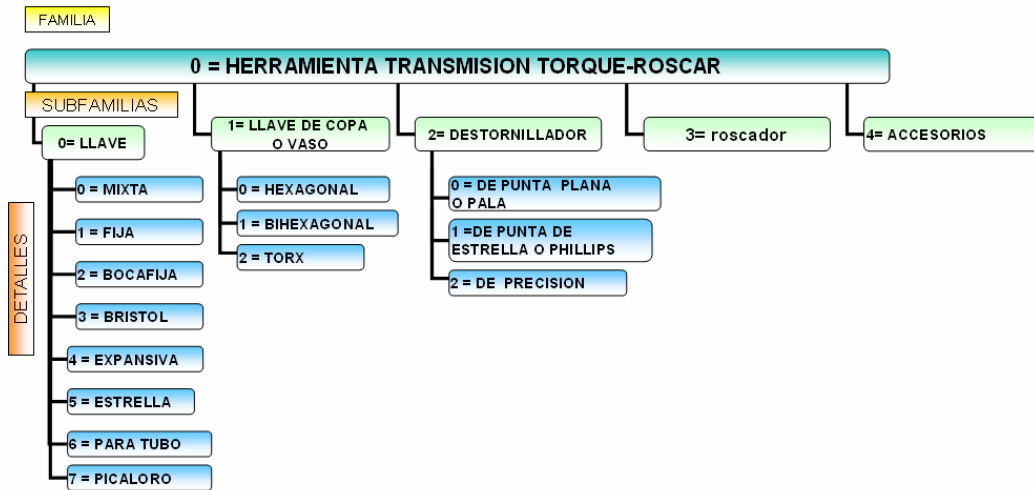 FAMILIA
0 = HERRAMIENTA TRANSMISION TORQUE-ROSCAR
SUBFAMILIAS
0= LLAVE
1= LLAVE DE COPA
O VASO
2= DESTORNILLADOR
3= roscador
4= ACCESORIOS
DETALLES
0 = MIXTA
1 = FIJA
2 = BOCAFIJA
3 = BRISTOL
4 = EXPANSIVA
5 = ESTRELLA
6 = PARA TUBO
7 = PICALORO
0 = HEXAGONAL
1 = BIHEXAGONAL
2 = TORX
0 = DE PUNTA PLANA
O PALA
1 =DE PUNTA DE
ESTRELLA O PHILLIPS
2 = DE PRECISION